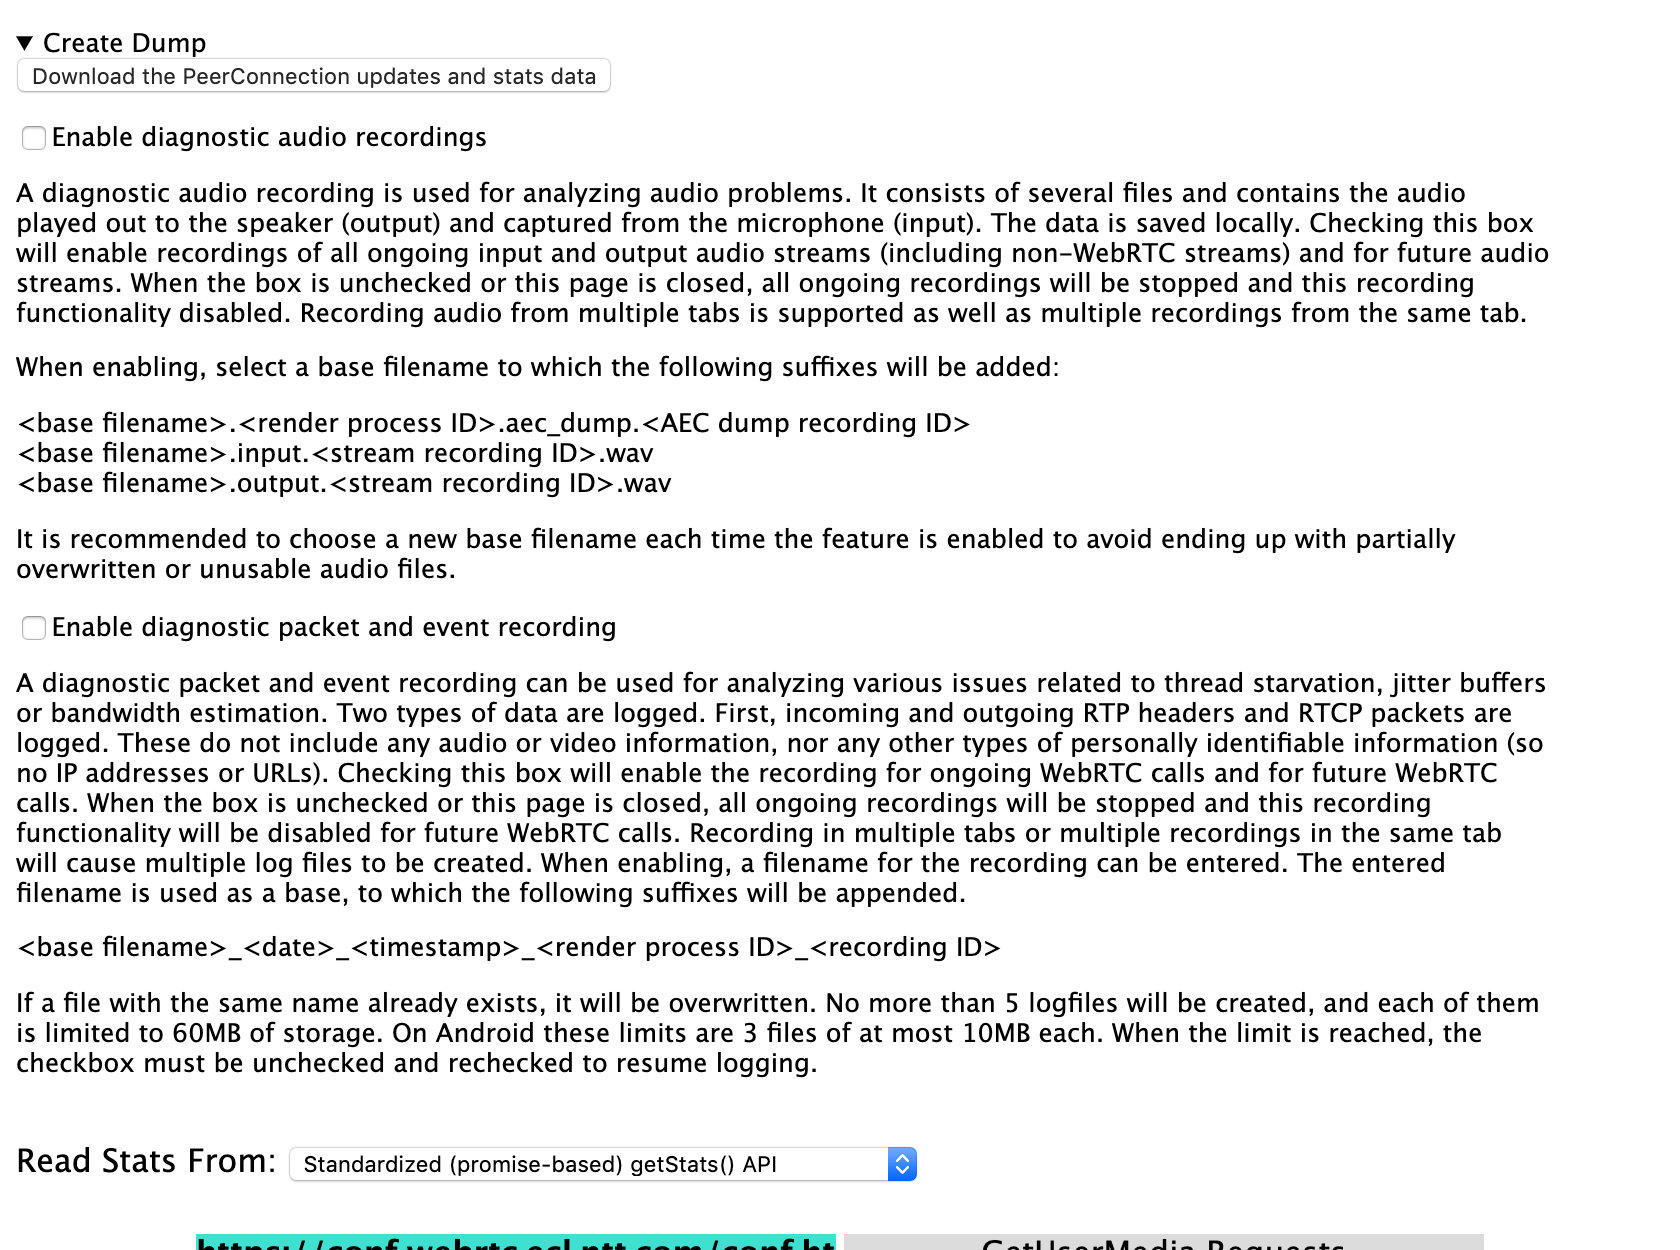 ▼ Create Dump
Download the PeerConnection updates and stats data
Enable diagnostic audio recordings
A diagnostic audio recording is used for analyzing audio problems. It consists of several files and contains the audio
played out to the speaker (output) and captured from the microphone (input). The data is saved locally. Checking this box
will enable recordings of all ongoing input and output audio streams (including non-WebRTC streams) and for future audio
streams. When the box is unchecked or this page is closed, all ongoing recordings will be stopped and this recording
functionality disabled. Recording audio from multiple tabs is supported as well as multiple recordings from the same tab.
When enabling, select a base filename to which the following suffixes will be added:
<base filename>.<render process ID>.aec_dump.<AEC dump recording ID>
<base filename>.input.<stream recording ID>.wav
<base filename>.output.<stream recording ID>.wav
It is recommended to choose a new base filename each time the feature is enabled to avoid ending up with partially
overwritten or unusable audio files.
Enable diagnostic packet and event recording
A diagnostic packet and event recording can be used for analyzing various issues related to thread starvation, jitter buffers
or bandwidth estimation. Two types of data are logged. First, incoming and outgoing RTP headers and RTCP packets are
logged. These do not include any audio or video information, nor any other types of personally identifiable information (so
no IP addresses or URLs). Checking this box will enable the recording for ongoing WebRTC calls and for future WebRTC
calls. When the box is unchecked or this page is closed, all ongoing recordings will be stopped and this recording
functionality will be disabled for future WebRTC calls. Recording in multiple tabs or multiple recordings in the same tab
will cause multiple log files to be created. When enabling, a filename for the recording can be entered. The entered
filename is used as a base, to which the following suffixes will be appended.
<base filename>_<date>_<timestamp>_<render process ID>_<recording ID>
If a file with the same name already exists, it will be overwritten. No more than 5 logfiles will be created, and each of them
is limited to 60MB of storage. On Android these limits are 3 files of at most 10MB each. When the limit is reached, the
checkbox must be unchecked and rechecked to resume logging.
Read Stats From: Standardized (promise-based) getStats() API
https://conf.webrtc.ecl.ntt.com/conf.ht GetUserMedia Requests